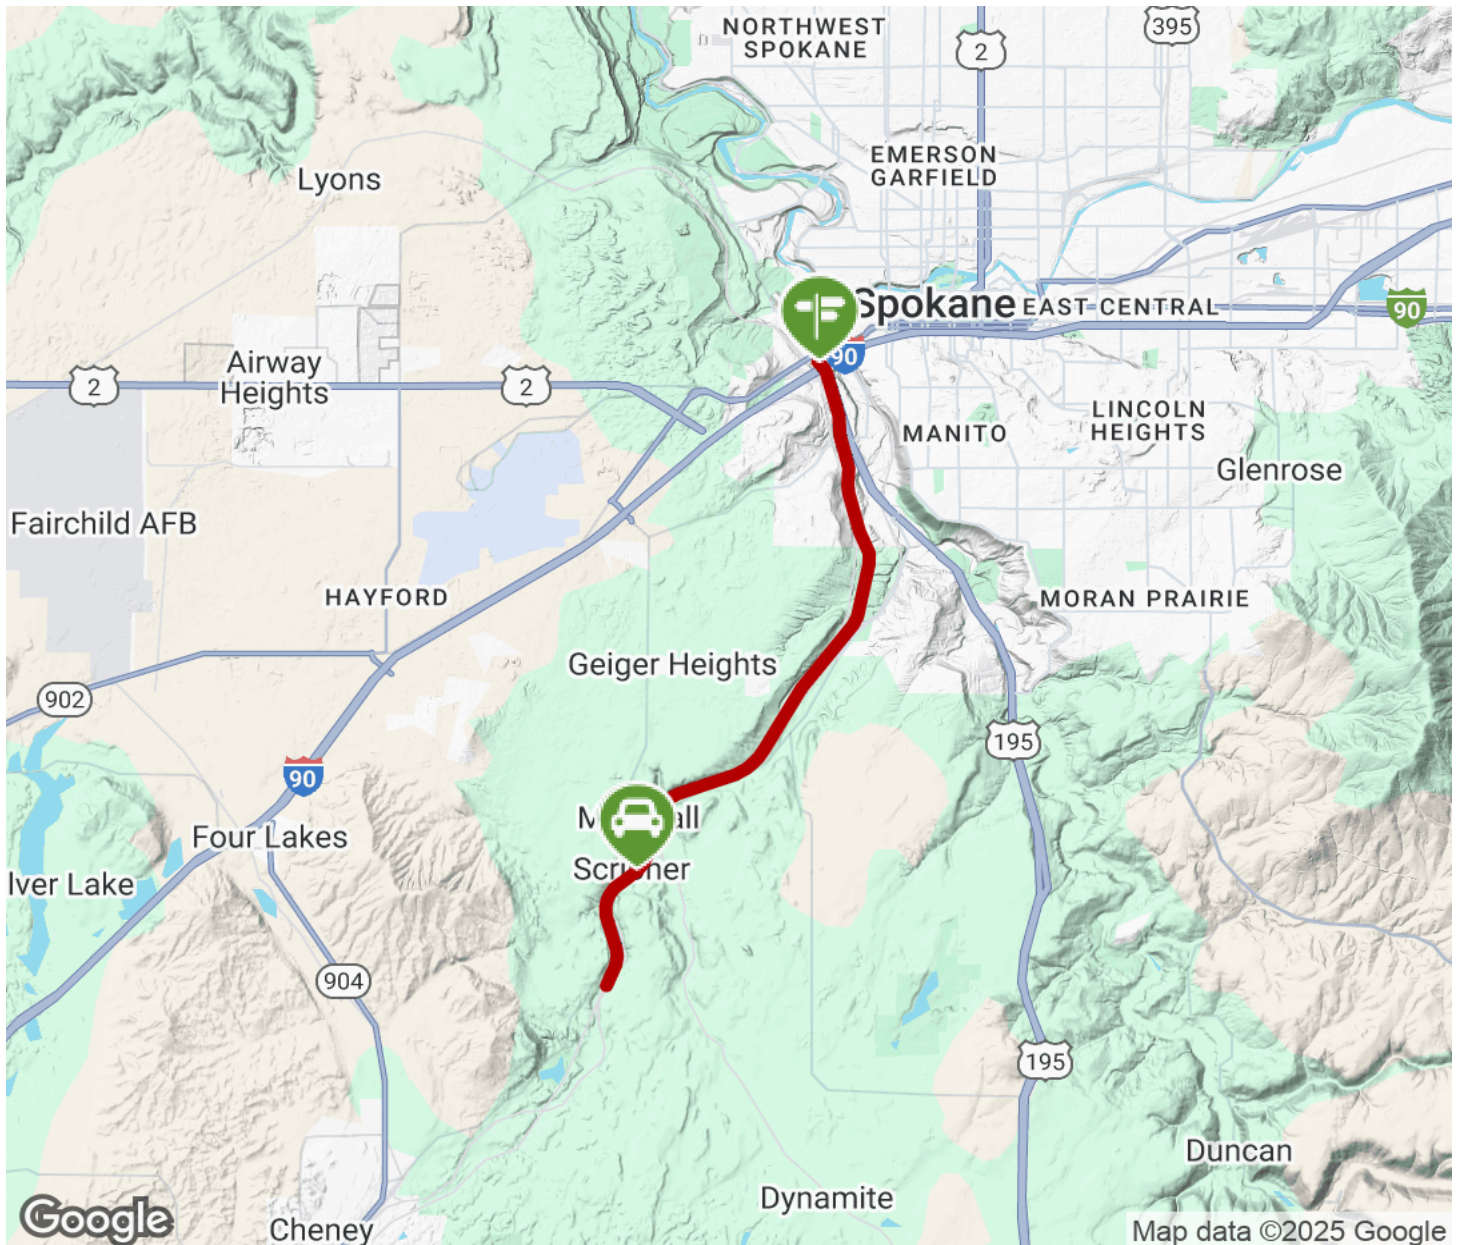 NORTHWEST
SPOKANE
395
2
EMERSON
GARFIELD
Lyons
Spokane
EAST CENTRAL
90
90
Airway
Heights
2
2
LINCOLN
HEIGHTS
MANITO
Glenrose
Fairchild AFB
HAYFORD
MORAN PRAIRIE
Geiger Heights
902
195
90
Four Lakes
lver Lake
904
195
Duncan
Dynamite
Cheney
Google
Map data ©2025 Google